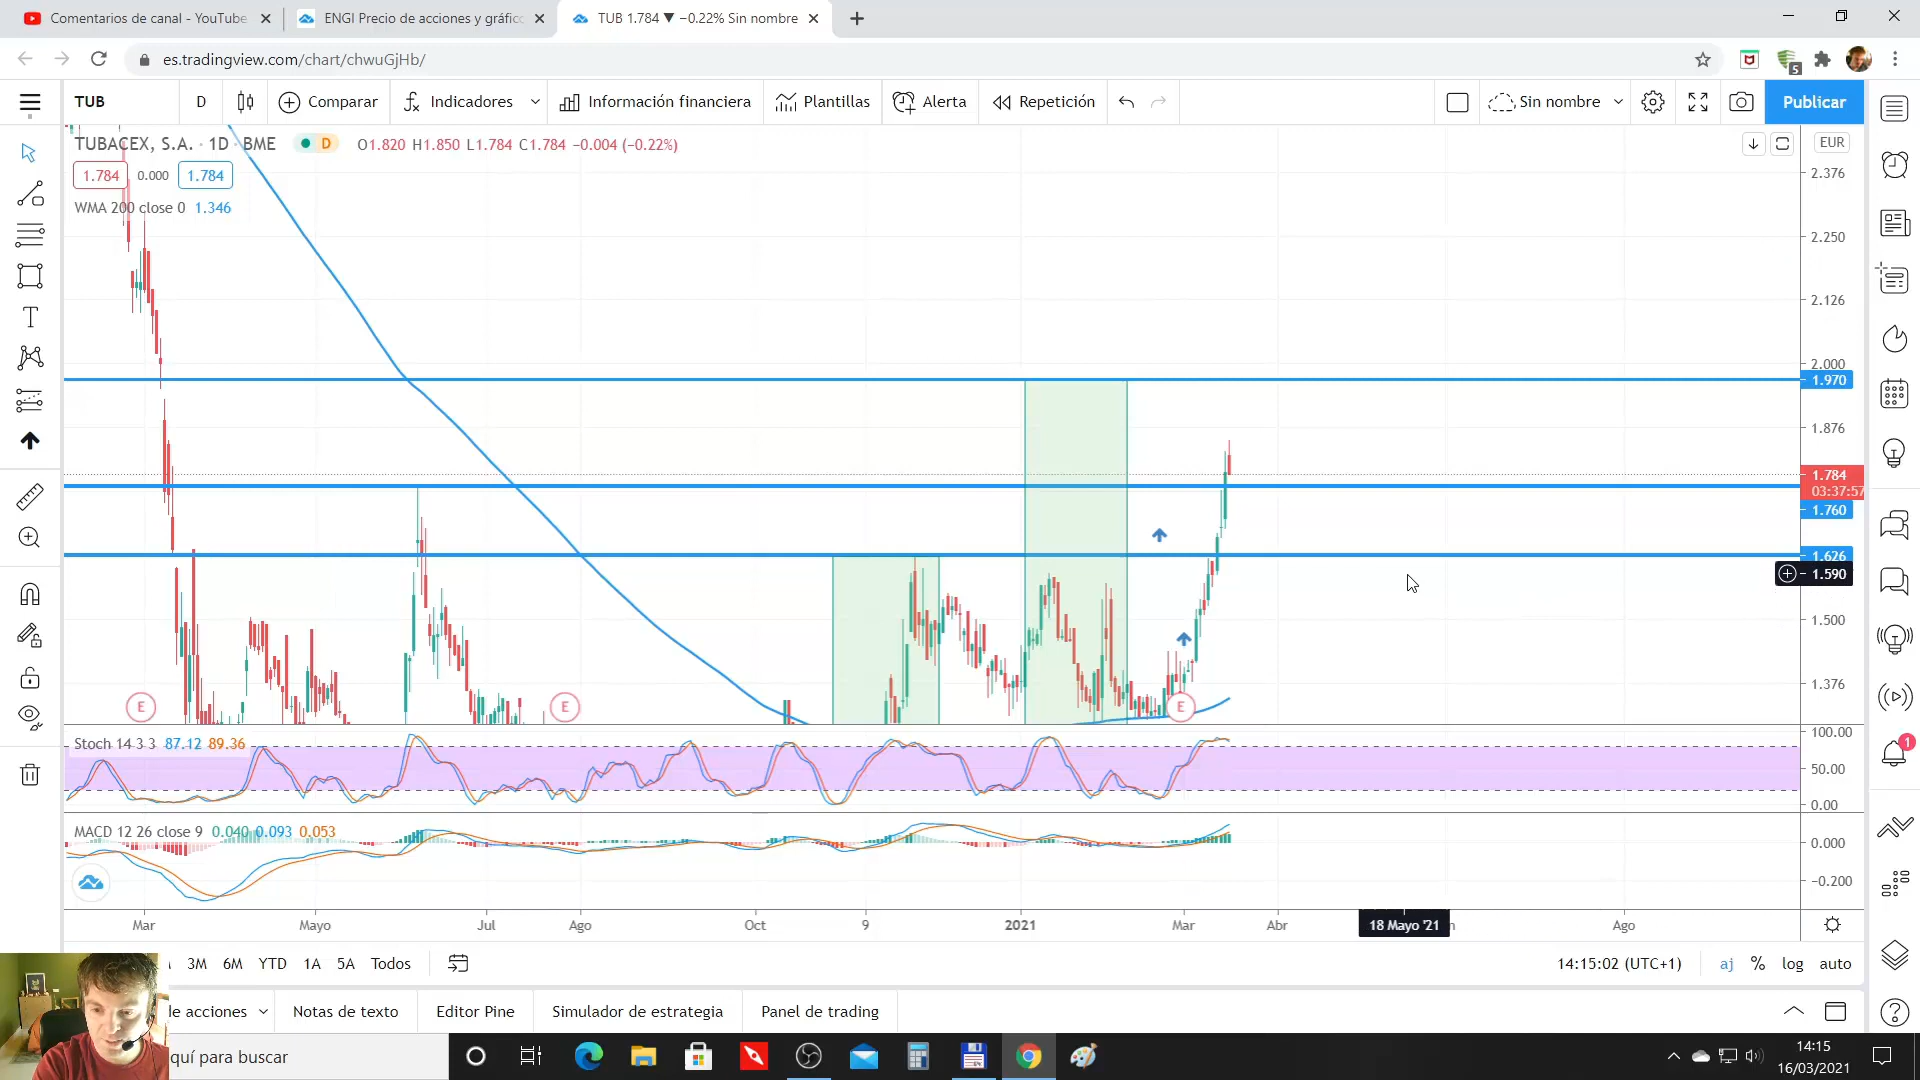 Comentarios de canal - YouTube
ENGI Precio de acciones y gráfic
TUB 1.784 ▼ −0.22% Sin nombre
es.tradingview.com/chart/chwuGjHb/
5
TUB
D
Comparar
Indicadores
Información financiera
Plantillas
Alerta
Repetición
Sin nombre
Publicar
TUBACEX, S.A. · 1D · BME
D
O1.820 H1.850 L1.784 C1.784 −0.004 (−0.22%)
EUR
1.784
0.000
1.784
WMA 200 close 0 1.346
2.376
2.250
2.126
2.000
1.970
1.876
1.784
03:37:57
1.760
1.626
1.590
1.500
1.376
E
E
E
Stoch 14 3 3 87.12 89.36
100.00
50.00
0.00
MACD 12 26 close 9 0.040 0.093 0.053
0.000
−0.200
1
Mar
Mayo
Jul
Ago
Oct
9
2021
Mar
Abr
18 Mayo '21
Ago
3M
6M
YTD
1A
5A
Todos
14:15:02 (UTC+1)
aj
%
log
auto
de acciones
Notas de texto
Editor Pine
Simulador de estrategia
Panel de trading
quí para buscar
14:15
16/03/2021